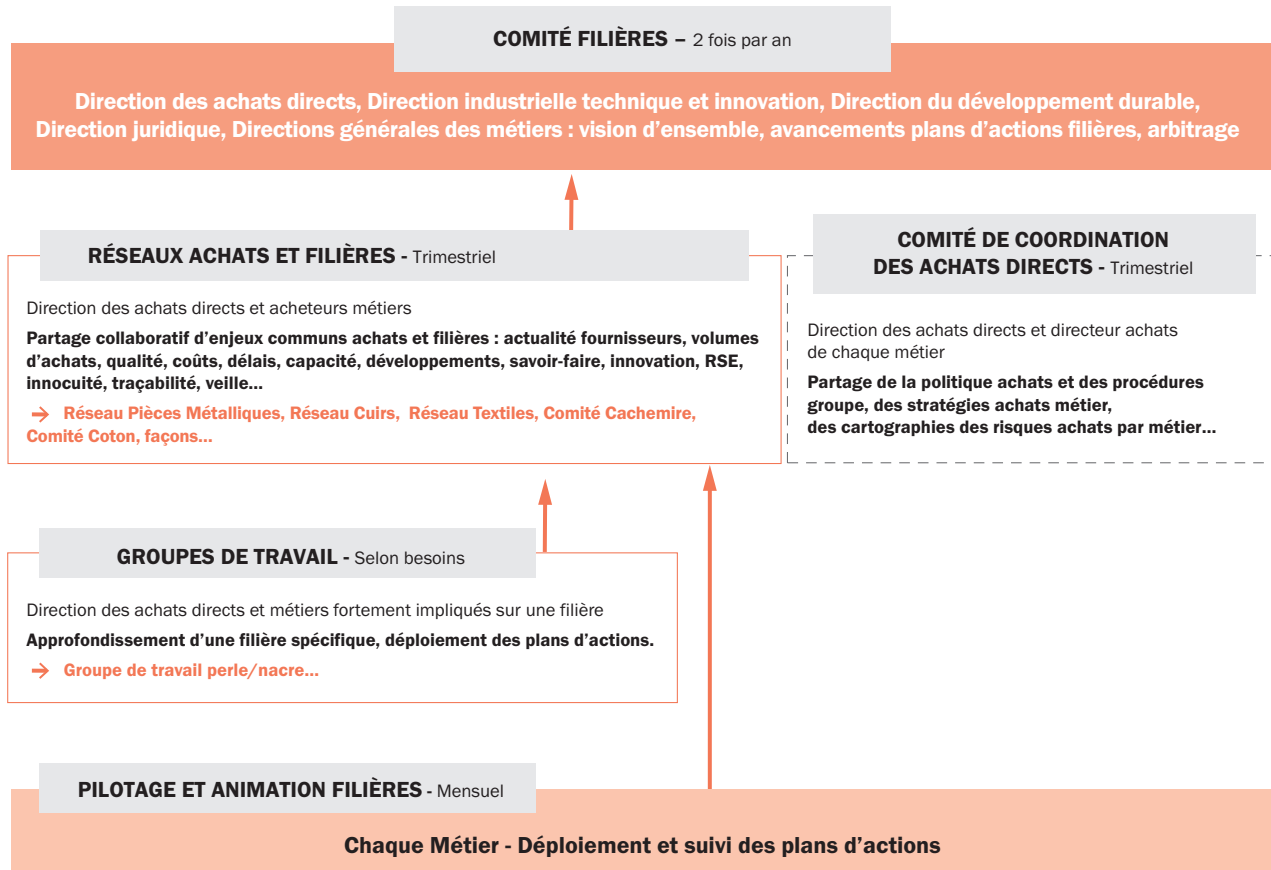 COMITÉ FILIÈRES – 2 fois par an
Direction des achats directs, Direction industrielle technique et innovation, Direction du développement durable,
Direction juridique, Directions générales des métiers : vision d’ensemble, avancements plans d’actions filières, arbitrage
RÉSEAUX ACHATS ET FILIÈRES - Trimestriel
Direction des achats directs et acheteurs métiers
Partage collaboratif d’enjeux communs achats et filières : actualité fournisseurs, volumes
d’achats, qualité, coûts, délais, capacité, développements, savoir-faire, innovation, RSE,
innocuité, traçabilité, veille...
→ Réseau Pièces Métalliques, Réseau Cuirs, Réseau Textiles, Comité Cachemire,
Comité Coton, façons...
COMITÉ DE COORDINATION
DES ACHATS DIRECTS - Trimestriel
Direction des achats directs et directeur achats
de chaque métier
Partage de la politique achats et des procédures
groupe, des stratégies achats métier,
des cartographies des risques achats par métier...
GROUPES DE TRAVAIL - Selon besoins
Direction des achats directs et métiers fortement impliqués sur une filière
Approfondissement d’une filière spécifique, déploiement des plans d’actions.
→ Groupe de travail perle/nacre...
PILOTAGE ET ANIMATION FILIÈRES - Mensuel
Chaque Métier - Déploiement et suivi des plans d’actions